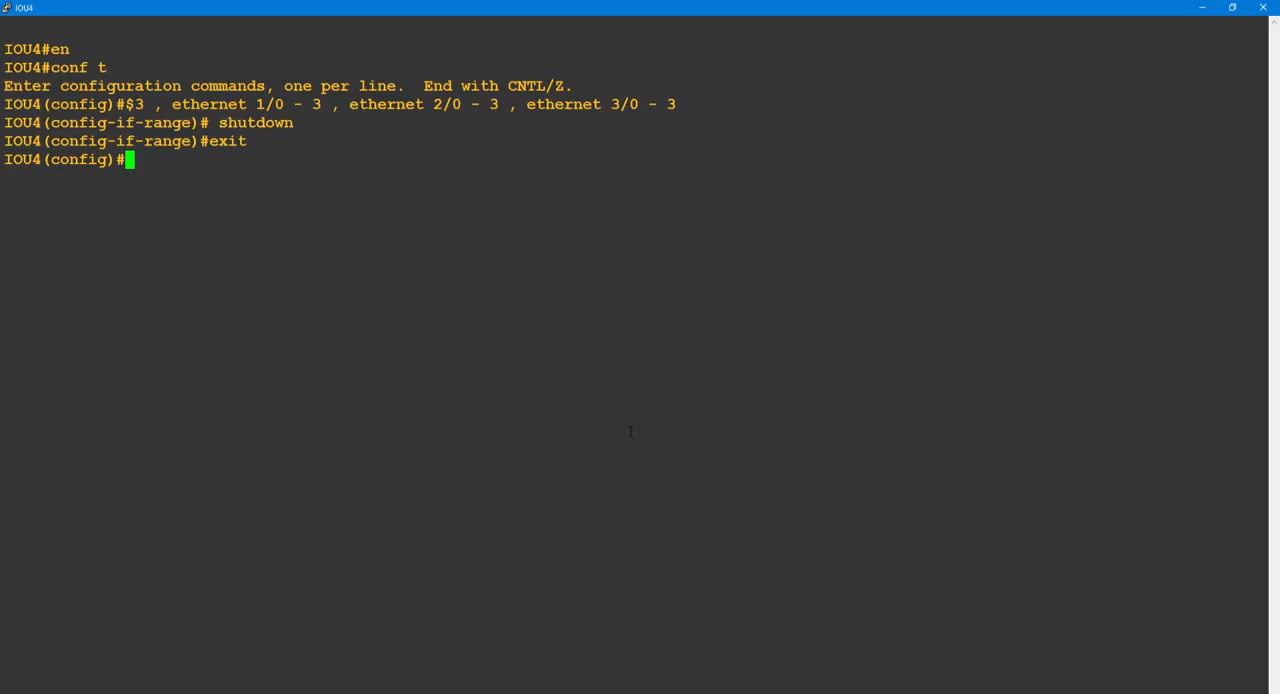 IOU4
IOU4#en
IOU4#conf t
Enter configuration commands, one per line.  End with CNTL/Z.
IOU4(config)#$3 , ethernet 1/0 - 3 , ethernet 2/0 - 3 , ethernet 3/0 - 3
IOU4(config-if-range)# shutdown
IOU4(config-if-range)#exit
IOU4(config)#